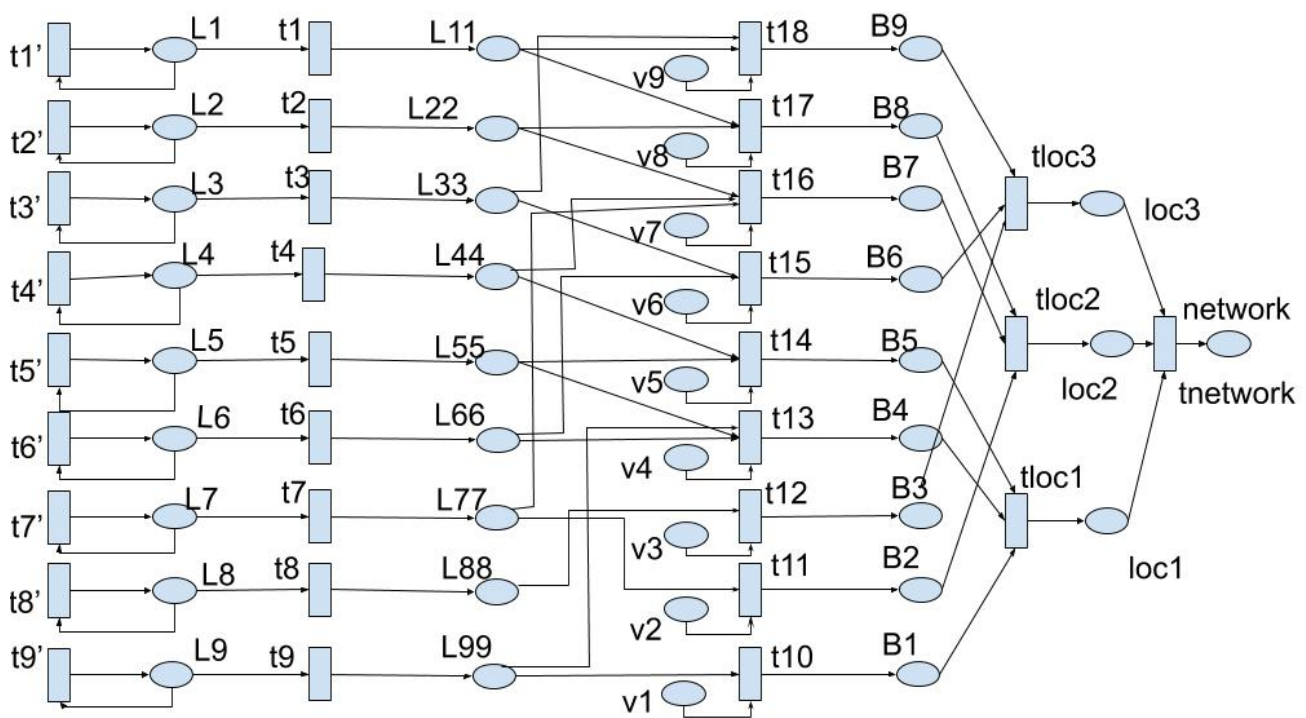 t1’ L1 t1 L11 t18 B9
v9
t2’ L2 t2 L22 t17 B8
v8
tloc3
t3’ L3 t3 L33 t16 B7
loc3
v7
t4’ L4 t4 L44 t15 B6
v6
tloc2
network
t5’ L5 t5 L55 t14 B5
loc2
tnetwork
v5
t6’ L6 t6 L66 t13 B4
v4
tloc1
t7’ L7 t7 L77 t12 B3
v3
loc1
t8’ L8 t8 L88 t11 B2
v2
t9’ L9 t9 L99 t10 B1
v1